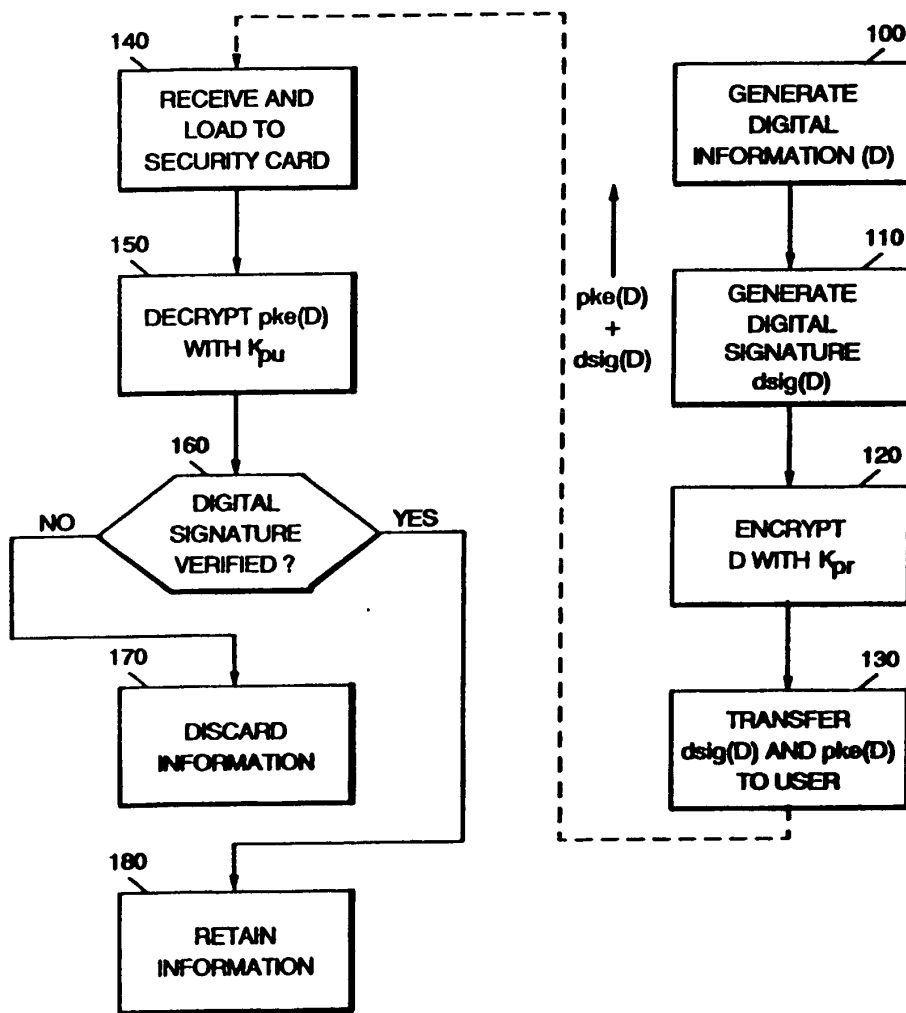 140
RECEIVE AND
LOAD TO
SECURITY CARD
150
DECRYPT pke(D)
WITH Kpu
160
DIGITAL
SIGNATURE
VERIFIED ?
NO
YES
170
DISCARD
INFORMATION
180
RETAIN
INFORMATION
pke(D)
+
dsig(D)
100
GENERATE
DIGITAL
INFORMATION (D)
110
GENERATE
DIGITAL
SIGNATURE
dsig(D)
120
ENCRYPT
D WITH Kpr
130
TRANSFER
dsig(D) AND pke(D)
TO USER